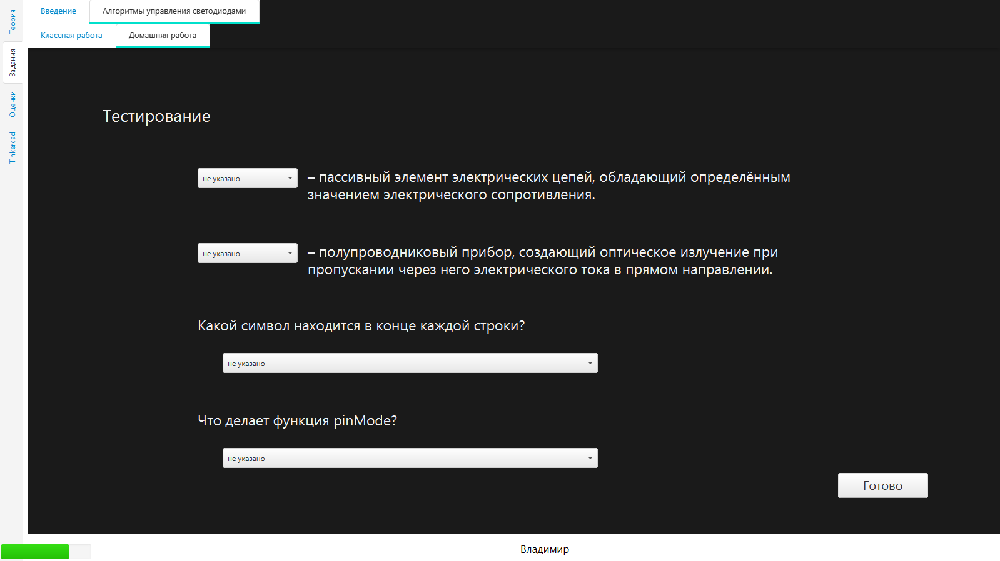 Теория
Задания
Оценки
Tinkercad
Введение
Алгоритмы управления светодиодами
Классная работа
Домашняя работа
Тестирование
не указано
– пассивный элемент электрических цепей, обладающий определённым
значением электрического сопротивления.
не указано
– полупроводниковый прибор, создающий оптическое излучение при
пропускании через него электрического тока в прямом направлении.
Какой символ находится в конце каждой строки?
не указано
Что делает функция pinMode?
не указано
Готово
Владимир